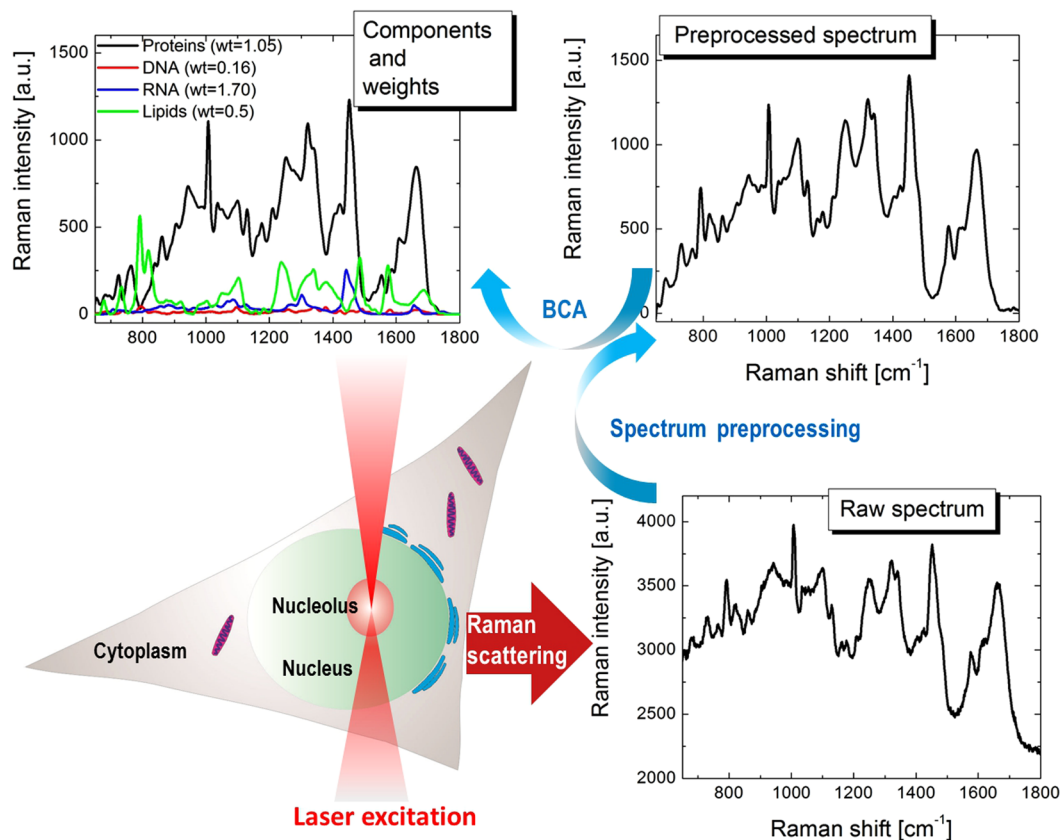 Components
and
weights
Proteins (wt=1.05)
DNA (wt=0.16)
RNA (wt=1.70)
Lipids (wt=0.5)
Raman intensity [a.u.]
1500
1000
500
0
800 1000 1200 1400 1600 1800
Preprocessed spectrum
Raman intensity [a.u.]
1500
1000
500
0
800 1000 1200 1400 1600 1800
Raman shift [cm⁻¹]
BCA
Spectrum preprocessing
Raw spectrum
Raman intensity [a.u.]
4000
3500
3000
2500
2000
800 1000 1200 1400 1600 1800
Raman shift [cm⁻¹]
Nucleolus
Nucleus
Cytoplasm
Raman
scattering
Laser excitation